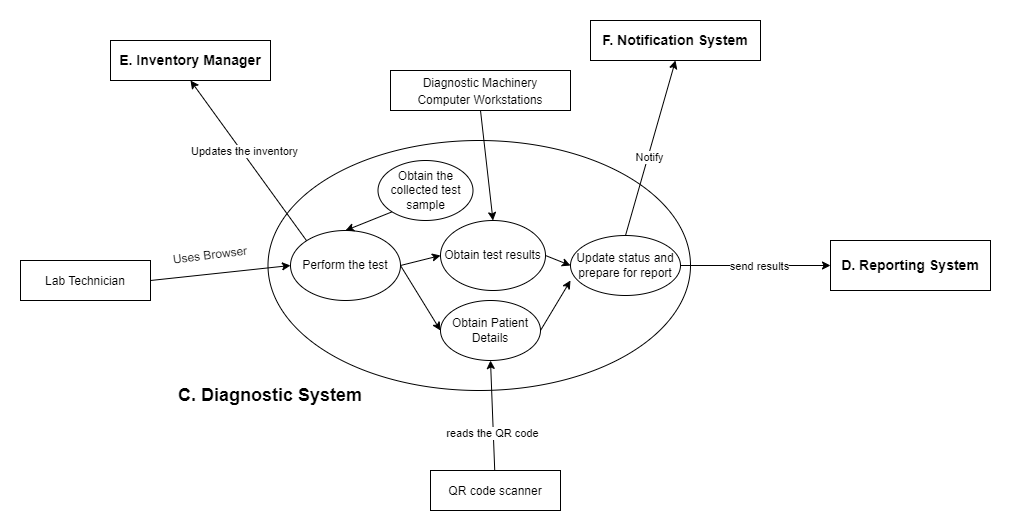 F. Notification System
E. Inventory Manager
Diagnostic Machinery
Computer Workstations
Updates the inventory
Notify
Obtain the
collected test
sample
Uses Browser
Lab Technician
Perform the test
Obtain test results
Update status and
prepare for report
send results
D. Reporting System
Obtain Patient
Details
C. Diagnostic System
reads the QR code
QR code scanner